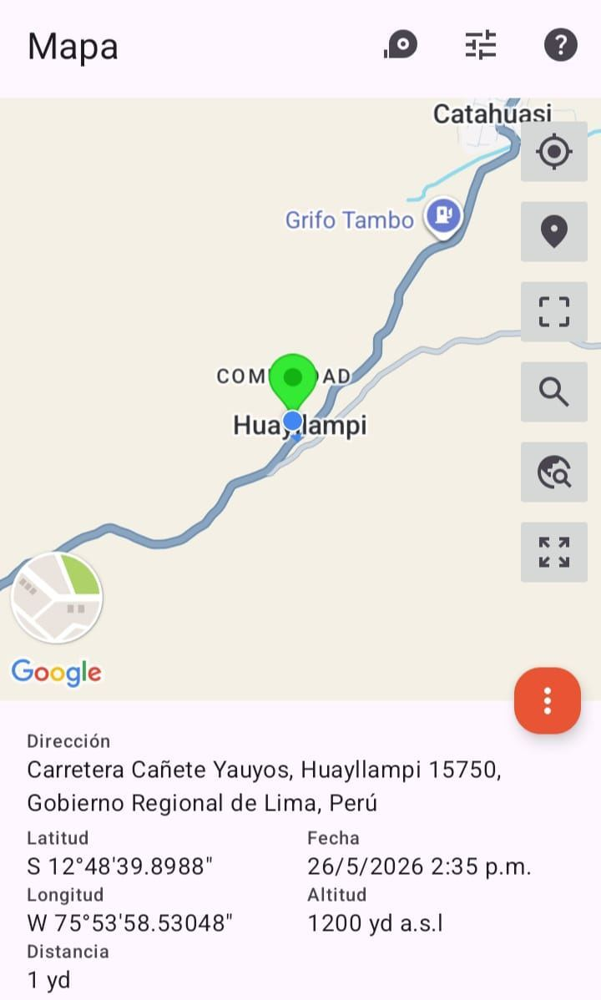 Mapa
Catahuasi
Grifo Tambo
Huayllampi
Google
Dirección
Carretera Cañete Yauyos, Huayllampi 15750,
Gobierno Regional de Lima, Perú
Latitud
S 12°48'39.8988"
Fecha
26/5/2026 2:35 p.m.
Longitud
W 75°53'58.53048"
Altitud
1200 yd a.s.l
Distancia
1 yd